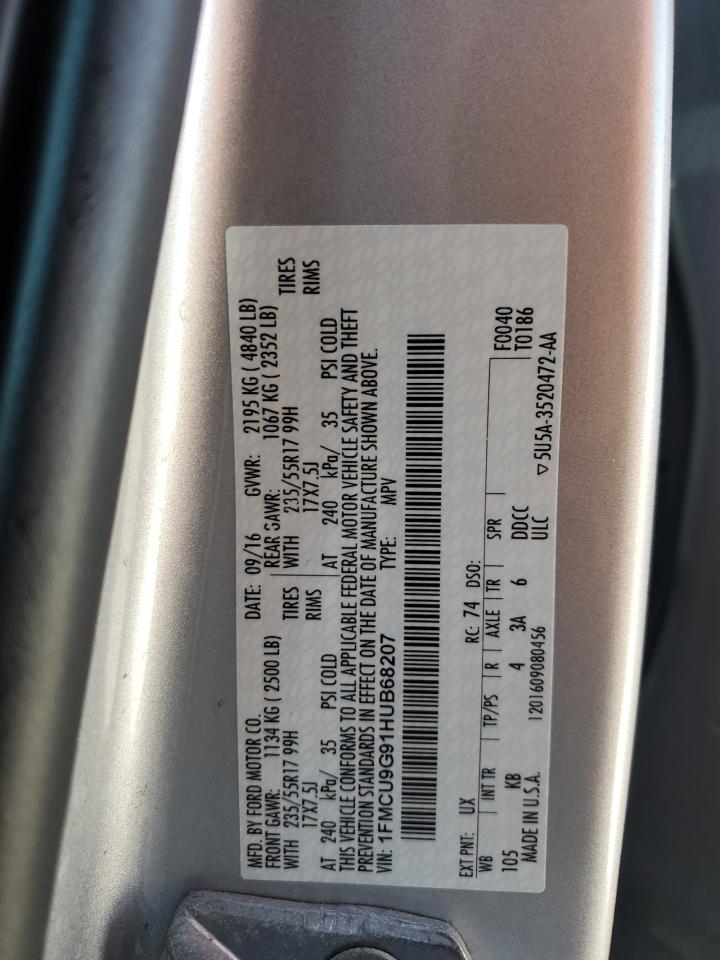 MFD. BY FORD MOTOR CO.
DATE: 09/16 GVWR: 2195 KG ( 4840 LB)
FRONT GAWR: 1134 KG ( 2500 LB) REAR GAWR: 1067 KG ( 2352 LB)
WITH 235/55R17 99H TIRES WITH 235/55R17 99H TIRES
17X7.5J RIMS 17X7.5J RIMS
AT 240 kPa/ 35 PSI COLD AT 240 kPa/ 35 PSI COLD
THIS VEHICLE CONFORMS TO ALL APPLICABLE FEDERAL MOTOR VEHICLE SAFETY AND THEFT
PREVENTION STANDARDS IN EFFECT ON THE DATE OF MANUFACTURE SHOWN ABOVE.
VIN: 1FMCU9G91HUB68207 TYPE: MPV
EXT PNT: UX RC: 74 DSO:
WB INT TR TP/PS R AXLE TR SPR F0040
105 KB 4 3A 6 DDCC T0186
MADE IN U.S.A. 1201609080456 ULC ▽5U5A-3520472-AA